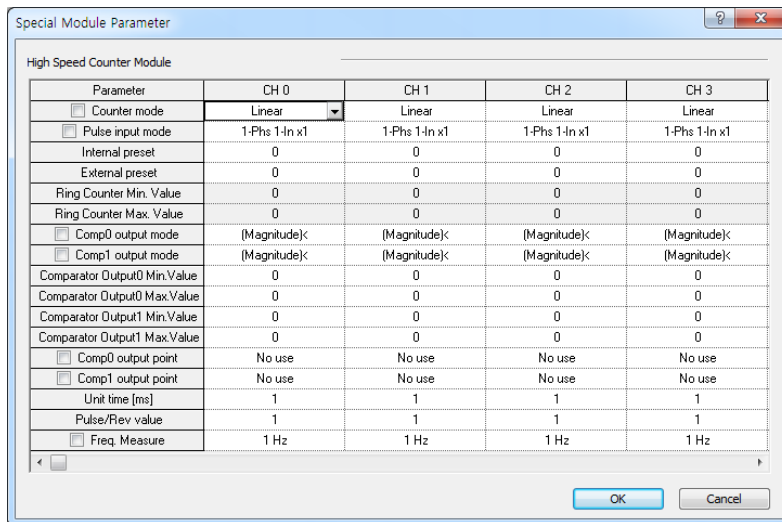 Special Module Parameter
High Speed Counter Module
Parameter CH 0 CH 1 CH 2 CH 3
Counter mode Linear Linear Linear Linear
Pulse input mode 1-Phs 1-In x1 1-Phs 1-In x1 1-Phs 1-In x1 1-Phs 1-In x1
Internal preset 0 0 0 0
External preset 0 0 0 0
Ring Counter Min. Value 0 0 0 0
Ring Counter Max. Value 0 0 0 0
Comp0 output mode (Magnitude)< (Magnitude)< (Magnitude)< (Magnitude)<
Comp1 output mode (Magnitude)< (Magnitude)< (Magnitude)< (Magnitude)<
Comparator Output0 Min.Value 0 0 0 0
Comparator Output0 Max.Value 0 0 0 0
Comparator Output1 Min.Value 0 0 0 0
Comparator Output1 Max.Value 0 0 0 0
Comp0 output point No use No use No use No use
Comp1 output point No use No use No use No use
Unit time [ms] 1 1 1 1
Pulse/Rev value 1 1 1 1
Freq. Measure 1 Hz 1 Hz 1 Hz 1 Hz
OK Cancel